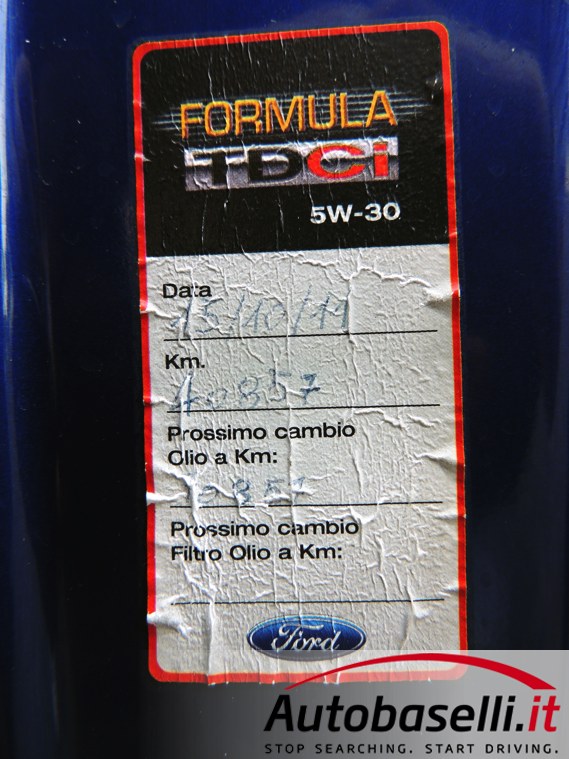 FORMULA
TDCi
5W-30
Data
15/10/11
Km.
40857
Prossimo cambio
Olio a Km:
Prossimo cambio
Filtro Olio a Km:
Ford
Autobaselli.it
STOP SEARCHING. START DRIVING.